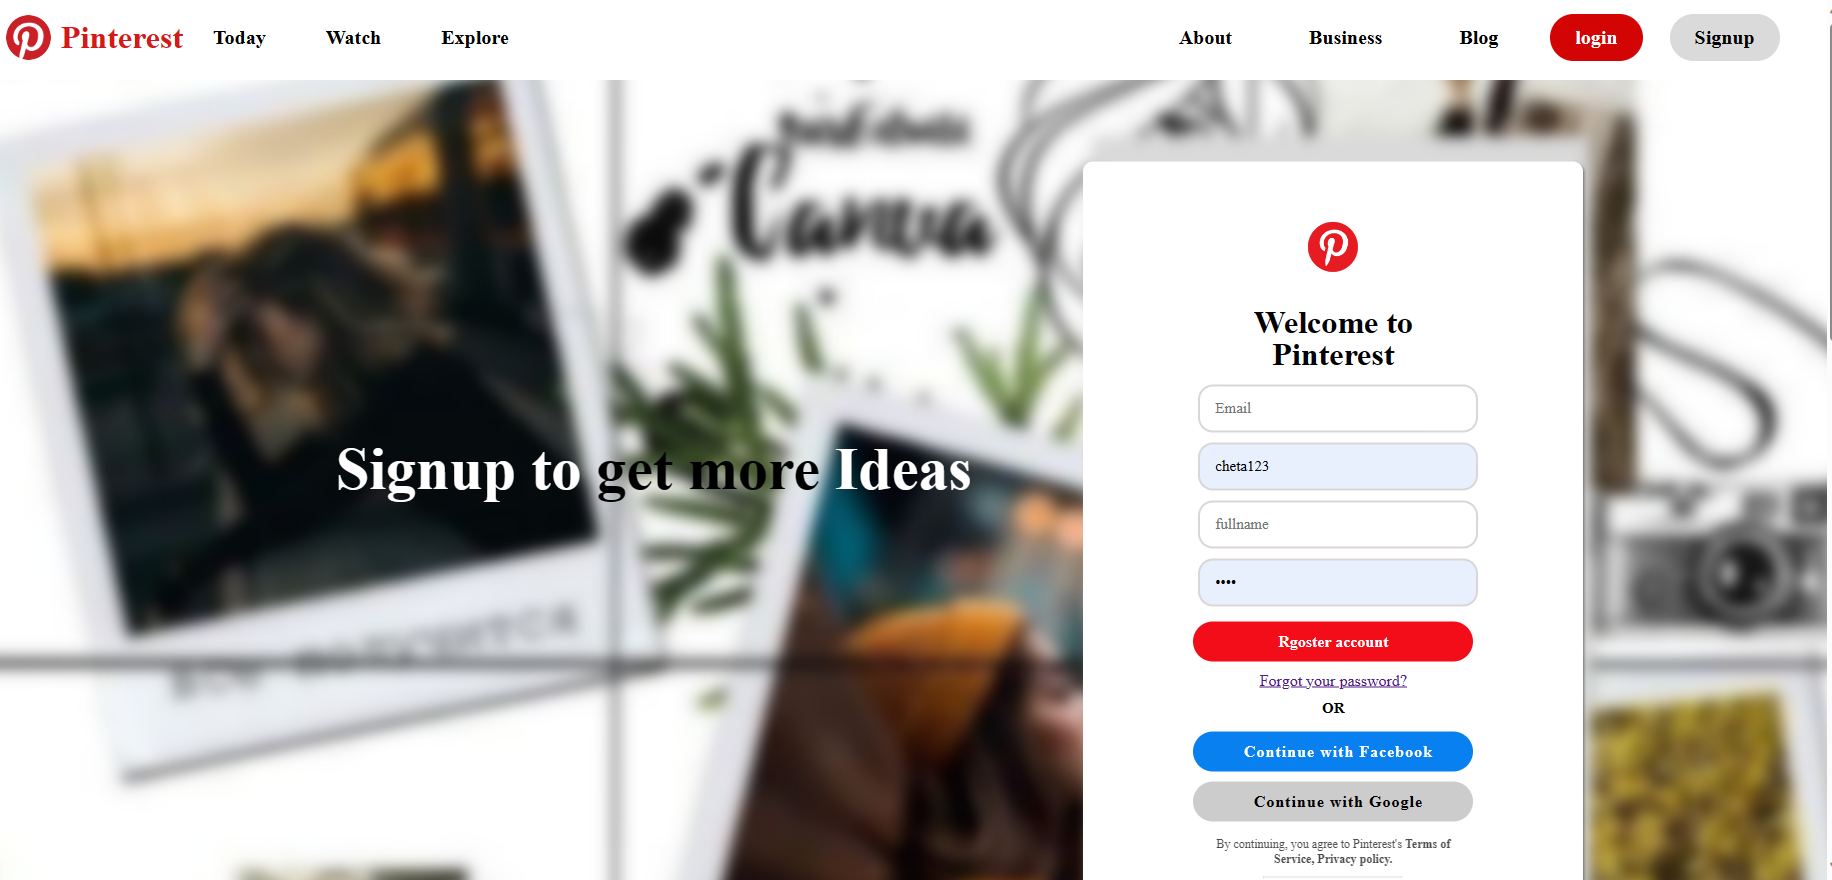 Pinterest Today Watch Explore About Business Blog login Signup
Canva
Signup to get more Ideas
Welcome to
Pinterest
Email
cheta123
fullname
••••
Rgoster account
Forgot your password?
OR
Continue with Facebook
Continue with Google
By continuing, you agree to Pinterest's Terms of
Service, Privacy policy.